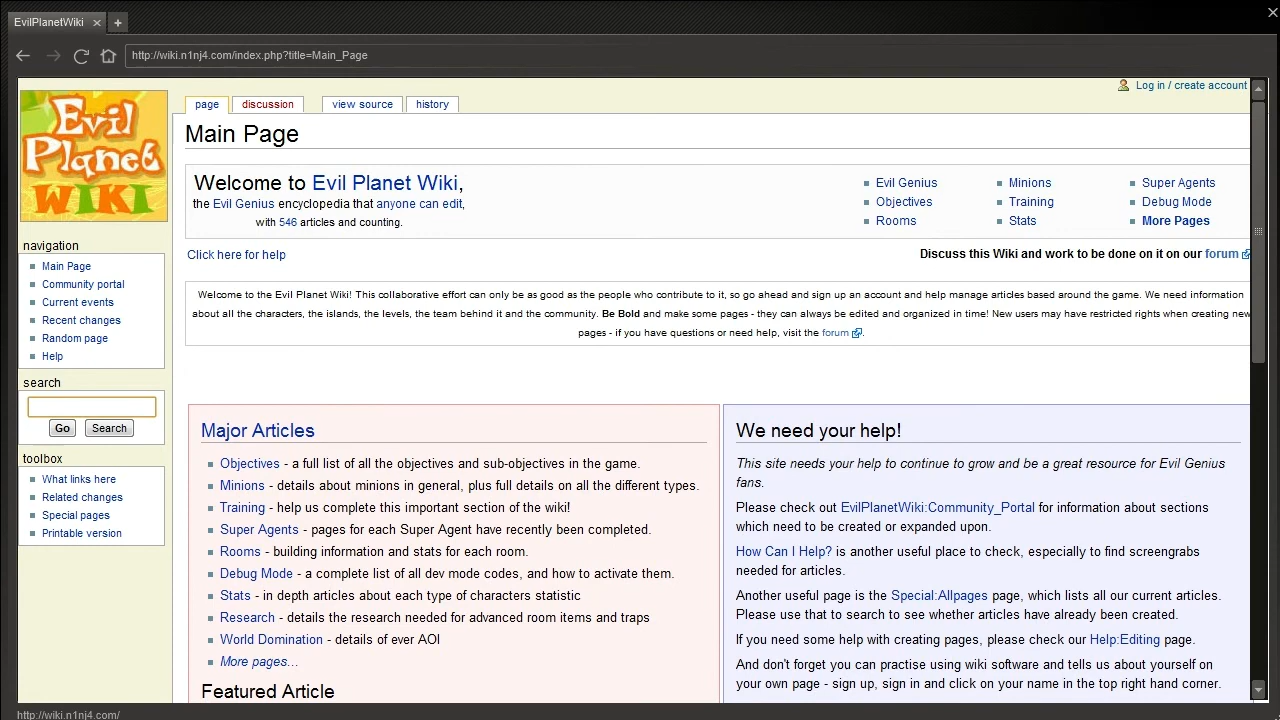 EvilPlanetWiki
http://wiki.n1nj4.com/index.php?title=Main_Page
Log in / create account
Evil
Planet
WIKI
page discussion view source history
Main Page
Welcome to Evil Planet Wiki,
the Evil Genius encyclopedia that anyone can edit,
with 546 articles and counting.
Evil Genius Minions Super Agents
Objectives Training Debug Mode
Rooms Stats More Pages
Click here for help
Discuss this Wiki and work to be done on it on our forum
Welcome to the Evil Planet Wiki! This collaborative effort can only be as good as the people who contribute to it, so go ahead and sign up an account and help manage articles based around the game. We need information
about all the characters, the islands, the levels, the team behind it and the community. Be Bold and make some pages - they can always be edited and organized in time! New users may have restricted rights when creating new
pages - if you have questions or need help, visit the forum.
navigation
Main Page
Community portal
Current events
Recent changes
Random page
Help
search
Go Search
toolbox
What links here
Related changes
Special pages
Printable version
Major Articles
Objectives - a full list of all the objectives and sub-objectives in the game.
Minions - details about minions in general, plus full details on all the different types.
Training - help us complete this important section of the wiki!
Super Agents - pages for each Super Agent have recently been completed.
Rooms - building information and stats for each room.
Debug Mode - a complete list of all dev mode codes, and how to activate them.
Stats - in depth articles about each type of characters statistic
Research - details the research needed for advanced room items and traps
World Domination - details of ever AOI
More pages...
Featured Article
We need your help!
This site needs your help to continue to grow and be a great resource for Evil Genius
fans.
Please check out EvilPlanetWiki:Community_Portal for information about sections
which need to be created or expanded upon.
How Can I Help? is another useful place to check, especially to find screengrabs
needed for articles.
Another useful page is the Special:Allpages page, which lists all our current articles.
Please use that to search to see whether articles have already been created.
If you need some help with creating pages, please check our Help:Editing page.
And don't forget you can practise using wiki software and tells us about yourself on
your own page - sign up, sign in and click on your name in the top right hand corner.
http://wiki.n1nj4.com/